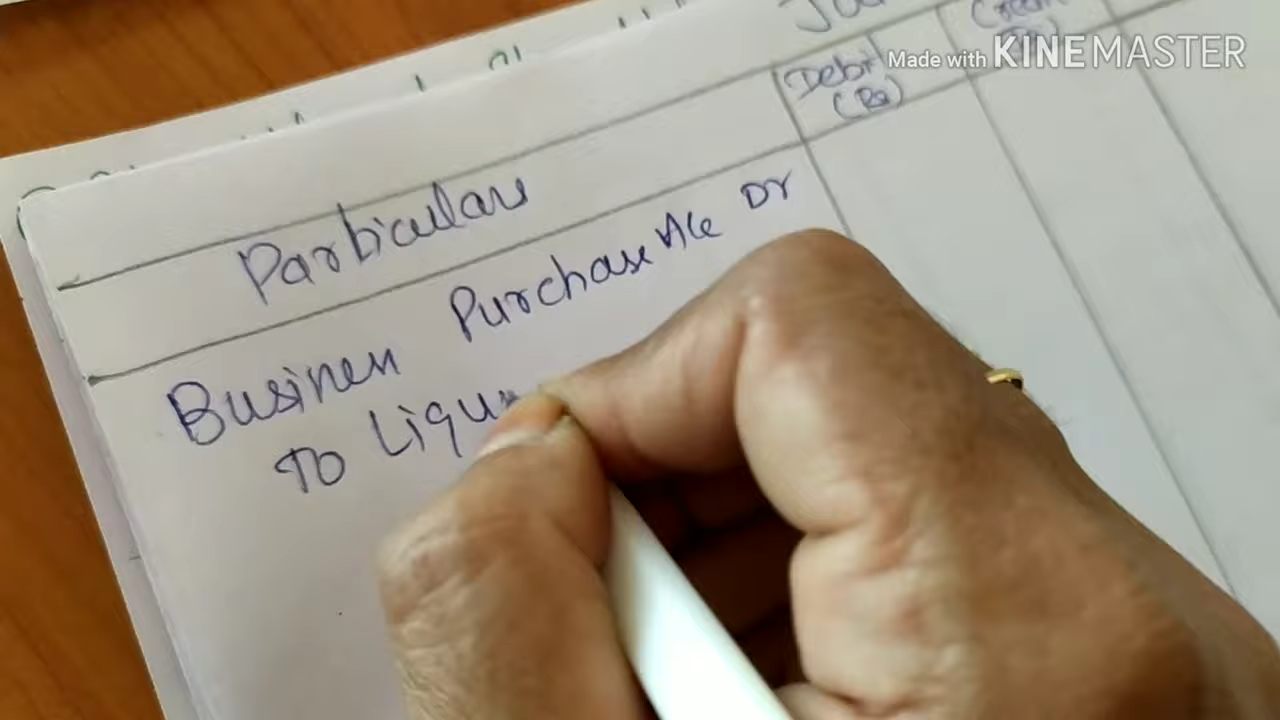 Made with KINEMASTER
Debit
(Rs)
Particulars
Business Purchase A/c Dr
To Liqu